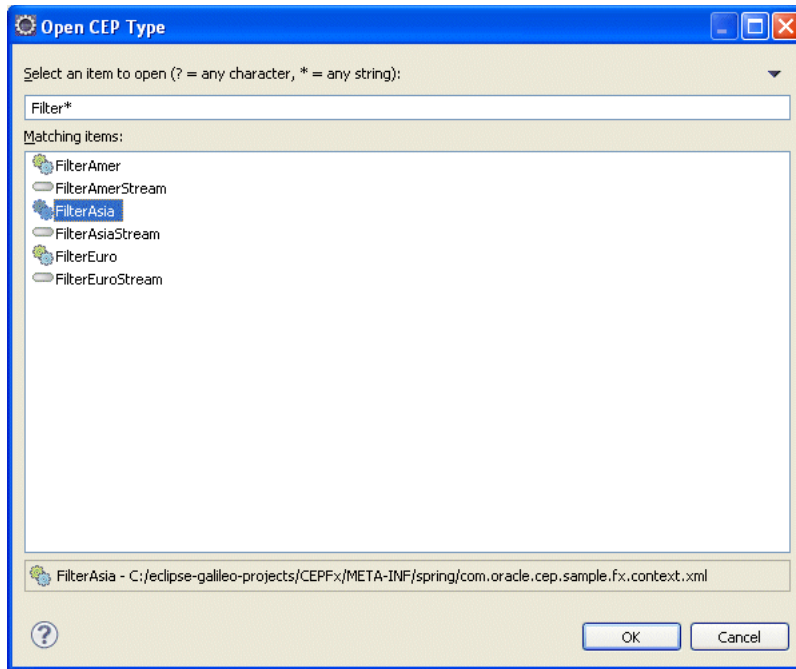 Open CEP Type
Select an item to open (? = any character, * = any string):
Filter*
Matching items:
FilterAmer
FilterAmerStream
FilterAsia
FilterAsiaStream
FilterEuro
FilterEuroStream
FilterAsia - C:/eclipse-galileo-projects/CEPFx/META-INF/spring/com.oracle.cep.sample.fx.context.xml
?
OK
Cancel